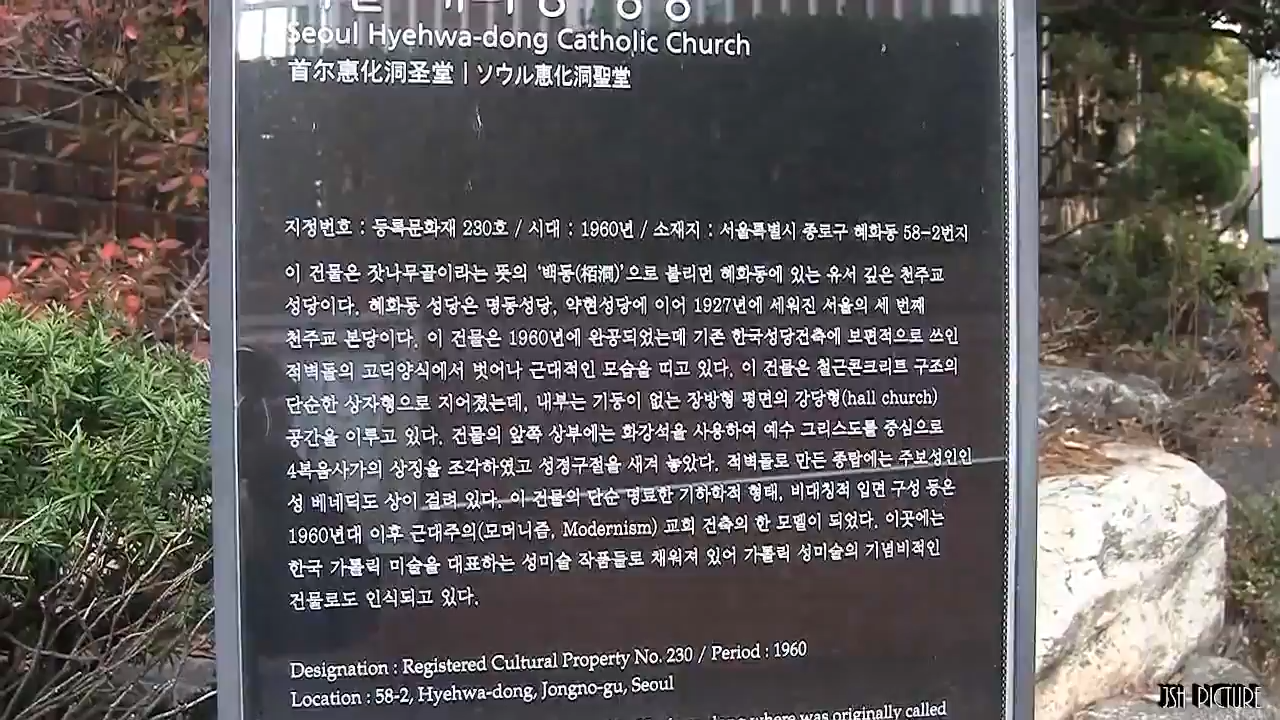 Seoul Hyehwa-dong Catholic Church
首尔惠化洞圣堂 | ソウル恵化洞聖堂
지정번호 : 등록문화재 230호 / 시대 : 1960년 / 소재지 : 서울특별시 종로구 혜화동 58-2번지
이 건물은 잣나무골이라는 뜻의 '백동(栢洞)'으로 불리던 혜화동에 있는 유서 깊은 천주교
성당이다. 혜화동 성당은 명동성당, 약현성당에 이어 1927년에 세워진 서울의 세 번째
천주교 본당이다. 이 건물은 1960년에 완공되었는데 기존 한국성당건축에 보편적으로 쓰인
적벽돌의 고딕양식에서 벗어나 근대적인 모습을 띠고 있다. 이 건물은 철근콘크리트 구조의
단순한 상자형으로 지어졌는데, 내부는 기둥이 없는 장방형 평면의 강당형(hall church)
공간을 이루고 있다. 건물의 앞쪽 상부에는 화강석을 사용하여 예수 그리스도를 중심으로
4복음사가의 상징을 조각하였고 성경구절을 새겨 놓았다. 적벽돌로 만든 종탑에는 주보성인인
성 베네딕도 상이 걸려 있다. 이 건물의 단순 명료한 기하학적 형태, 비대칭적 입면 구성 등은
1960년대 이후 근대주의(모더니즘, Modernism) 교회 건축의 한 모델이 되었다. 이곳에는
한국 가톨릭 미술을 대표하는 성미술 작품들로 채워져 있어 가톨릭 성미술의 기념비적인
건물로도 인식되고 있다.
Designation : Registered Cultural Property No. 230 / Period : 1960
Location : 58-2, Hyehwa-dong, Jongno-gu, Seoul
where was originally called
JSH PICTURE